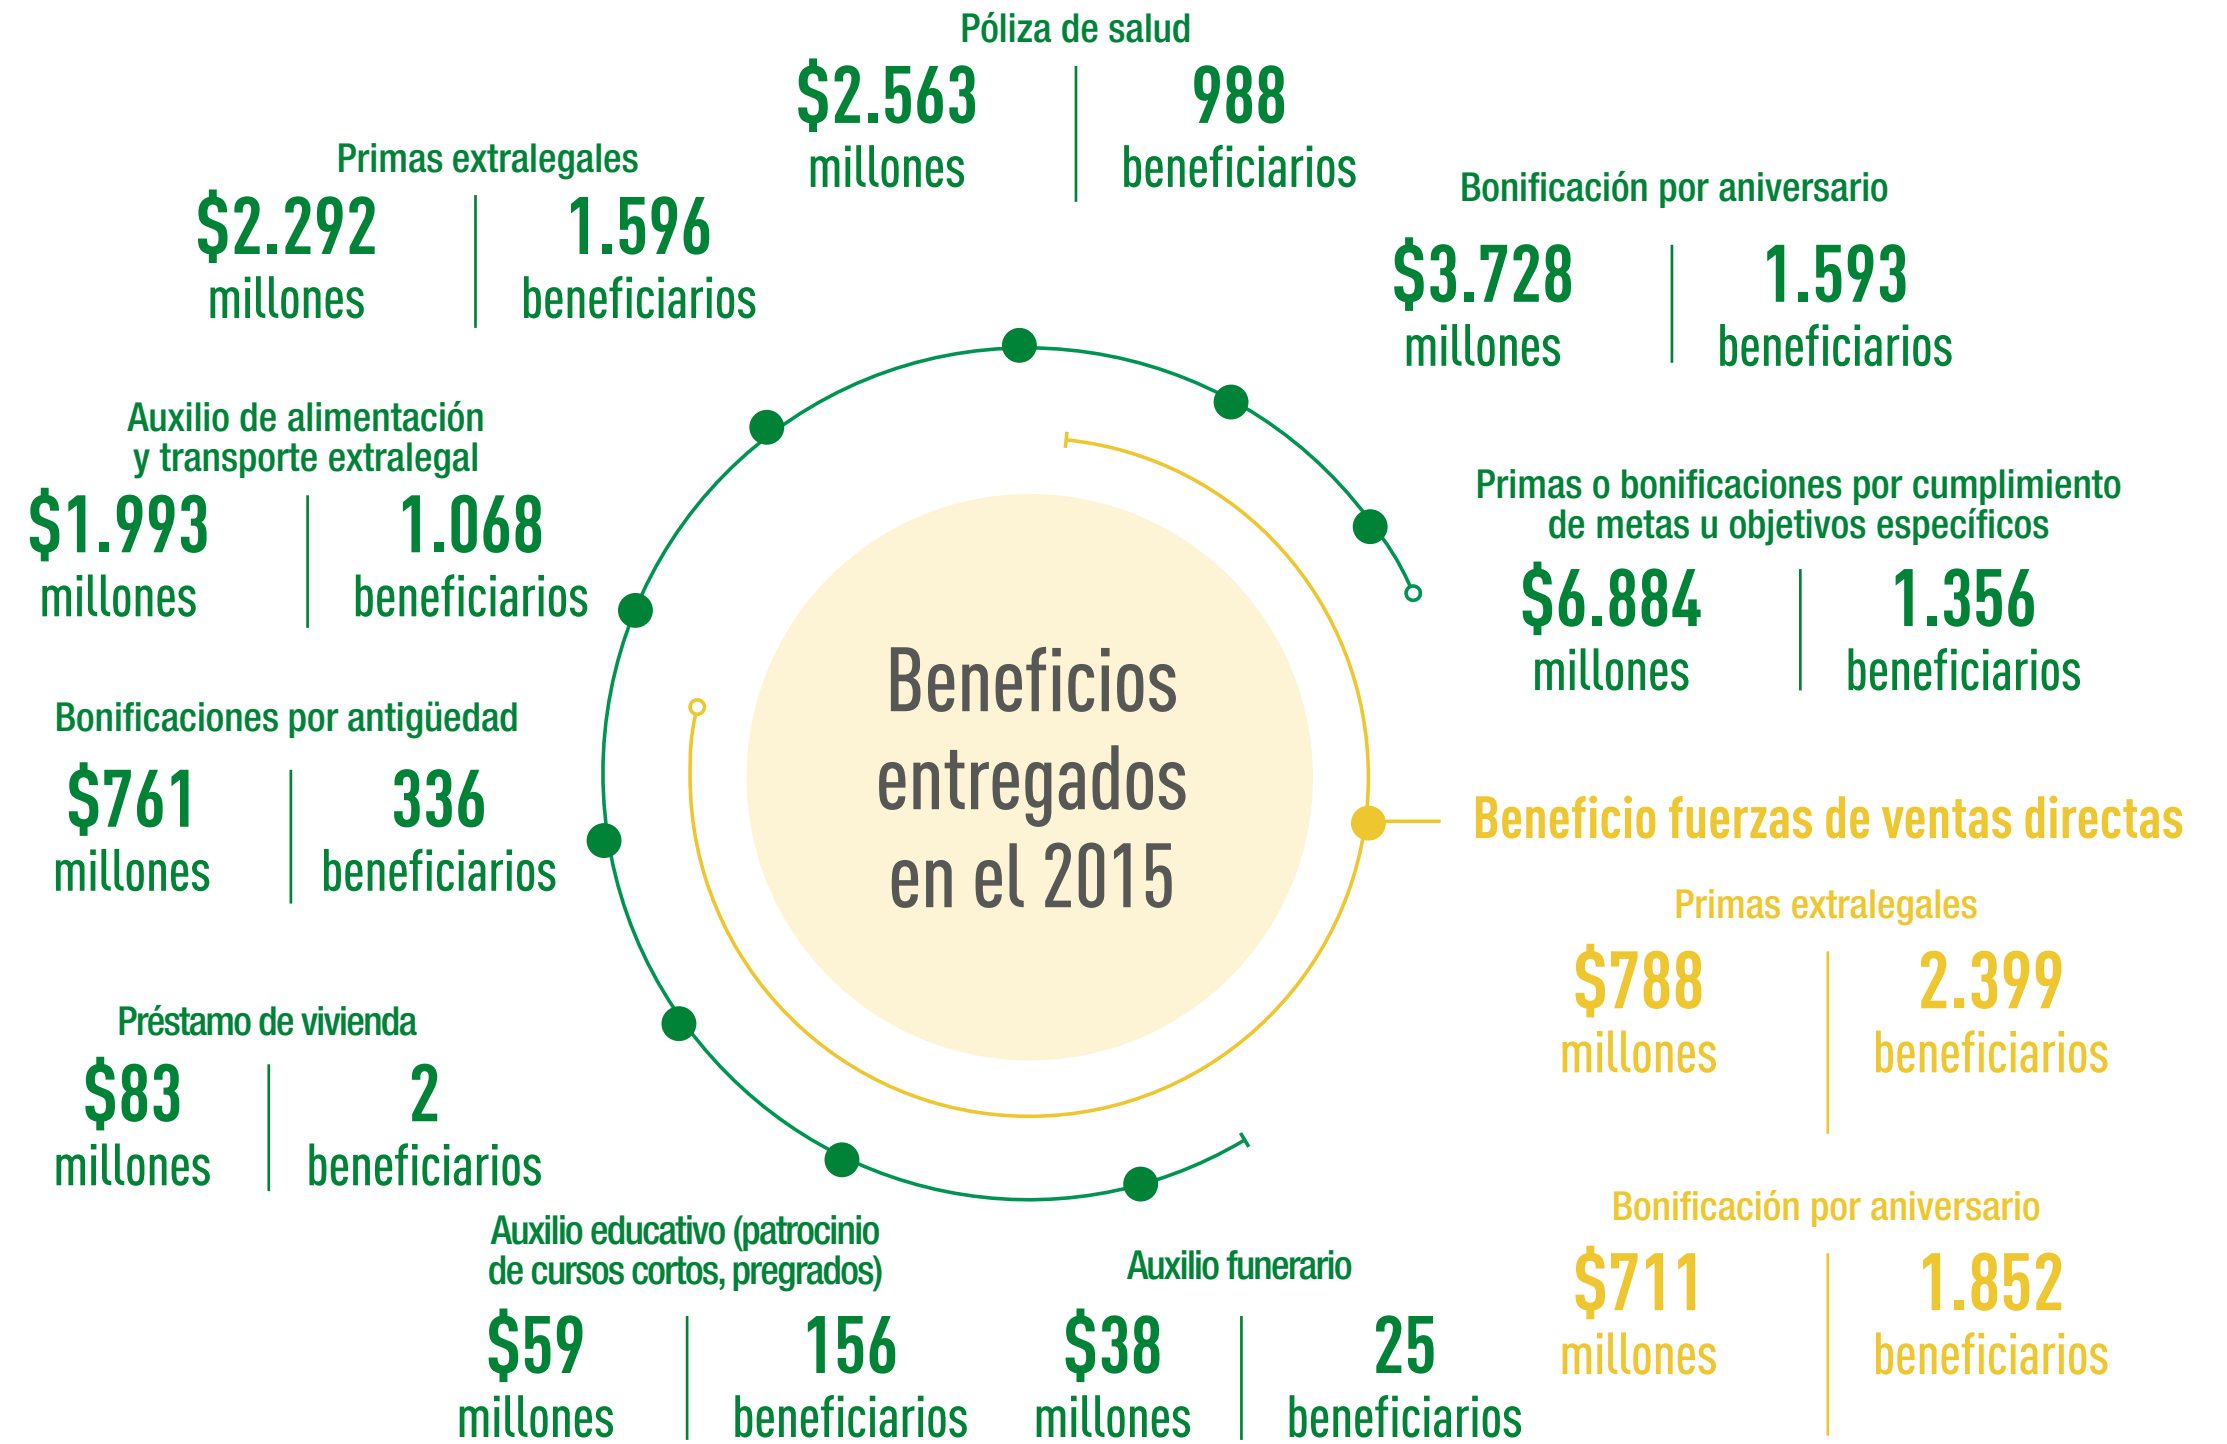 Póliza de salud
$2.563
millones
988
beneficiarios
Primas extralegales
$2.292
millones
1.596
beneficiarios
Bonificación por aniversario
$3.728
millones
1.593
beneficiarios
Auxilio de alimentación
y transporte extralegal
$1.993
millones
1.068
beneficiarios
Primas o bonificaciones por cumplimiento
de metas u objetivos específicos
$6.884
millones
1.356
beneficiarios
Beneficios
entregados
en el 2015
Bonificaciones por antigüedad
$761
millones
336
beneficiarios
Beneficio fuerzas de ventas directas
Primas extralegales
$788
millones
2.399
beneficiarios
Préstamo de vivienda
$83
millones
2
beneficiarios
Bonificación por aniversario
$711
millones
1.852
beneficiarios
Auxilio educativo (patrocinio
de cursos cortos, pregrados)
$59
millones
156
beneficiarios
Auxilio funerario
$38
millones
25
beneficiarios